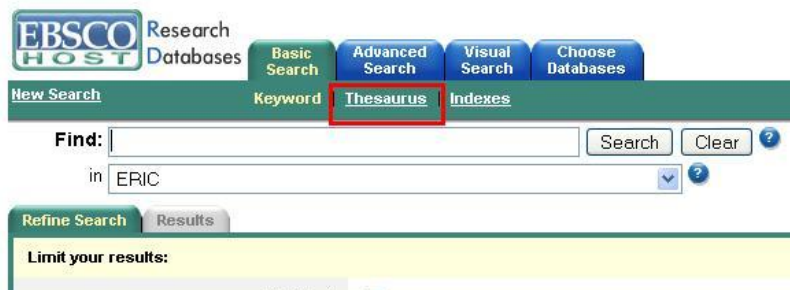 EBSCO Research
HOST Databases
Basic Search
Advanced Search
Visual Search
Choose Databases
New Search
Keyword | Thesaurus | Indexes
Find: Search Clear ?
in ERIC ?
Refine Search Results
Limit your results: